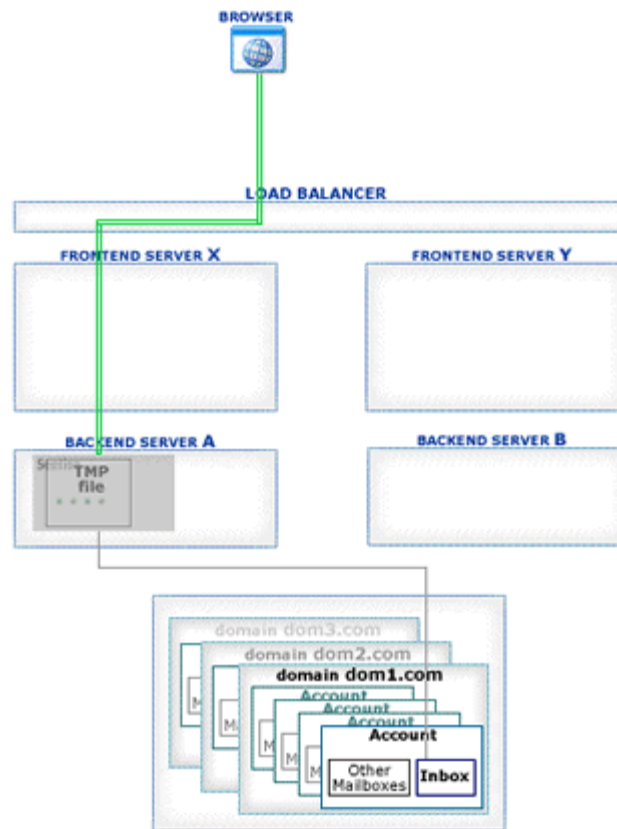 BROWSER
LOAD BALANCER
FRONTEND SERVER X
FRONTEND SERVER Y
BACKEND SERVER A
BACKEND SERVER B
TMP
file
domain dom3.com
domain dom2.com
domain dom1.com
Account
Account
Account
Account
M
M
M
M
M
Other
Mailboxes
Inbox